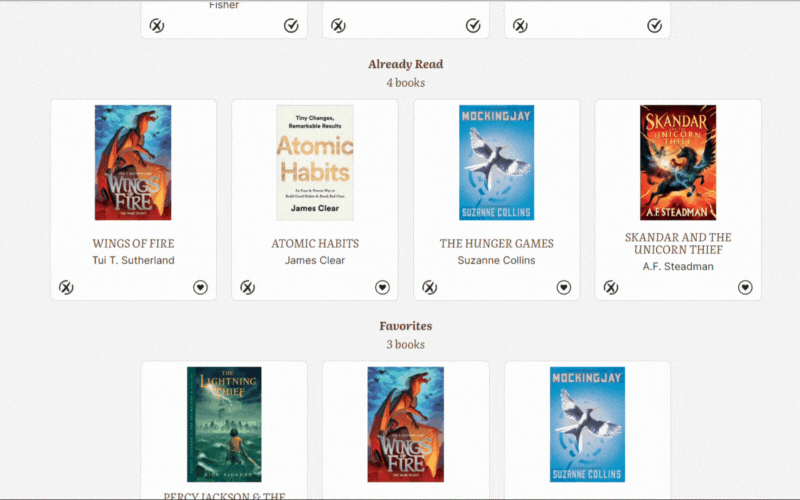 Fisher
Already Read
4 books
THE DARK SECRET
WINGS
OF
FIRE
Tiny Changes,
Remarkable Results
Atomic
Habits
An Easy & Proven Way to
Build Good Habits & Break Bad Ones
James Clear
MOCKINGJAY
SUZANNE COLLINS
SKANDAR
AND THE
UNICORN
THIEF
A.F. STEADMAN
WINGS OF FIRE
Tui T. Sutherland
ATOMIC HABITS
James Clear
THE HUNGER GAMES
Suzanne Collins
SKANDAR AND THE
UNICORN THIEF
A.F. Steadman
Favorites
3 books
THE
LIGHTNING
THIEF
RICK RIORDAN
WINGS
OF
FIRE
MOCKINGJAY
SUZANNE COLLINS
PERCY JACKSON & THE